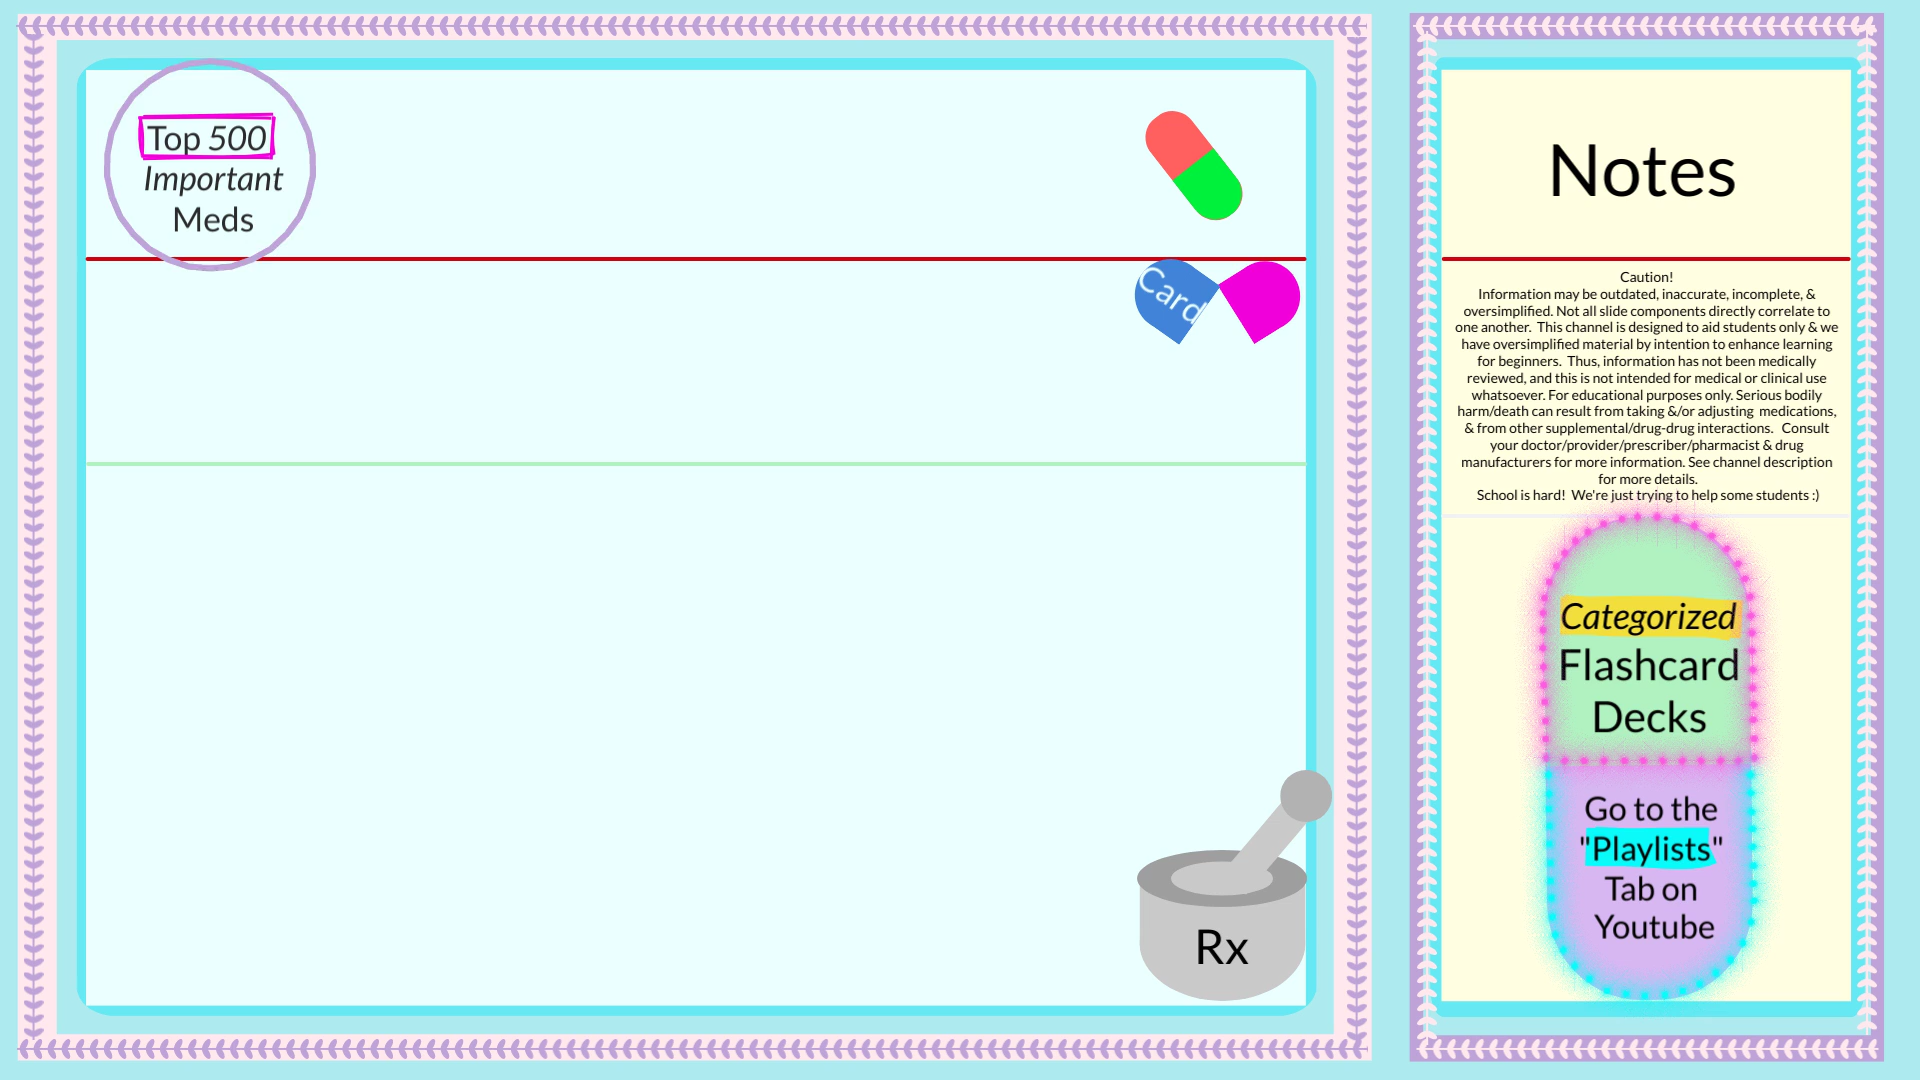 Top 500
Important
Meds
Card
Rx
Notes
Caution!
Information may be outdated, inaccurate, incomplete, &
oversimplified. Not all slide components directly correlate to
one another. This channel is designed to aid students only & we
have oversimplified material by intention to enhance learning
for beginners. Thus, information has not been medically
reviewed, and this is not intended for medical or clinical use
whatsoever. For educational purposes only. Serious bodily
harm/death can result from taking &/or adjusting medications,
& from other supplemental/drug-drug interactions. Consult
your doctor/provider/prescriber/pharmacist & drug
manufacturers for more information. See channel description
for more details.
School is hard! We're just trying to help some students :)
Categorized
Flashcard
Decks
Go to the
"Playlists"
Tab on
Youtube